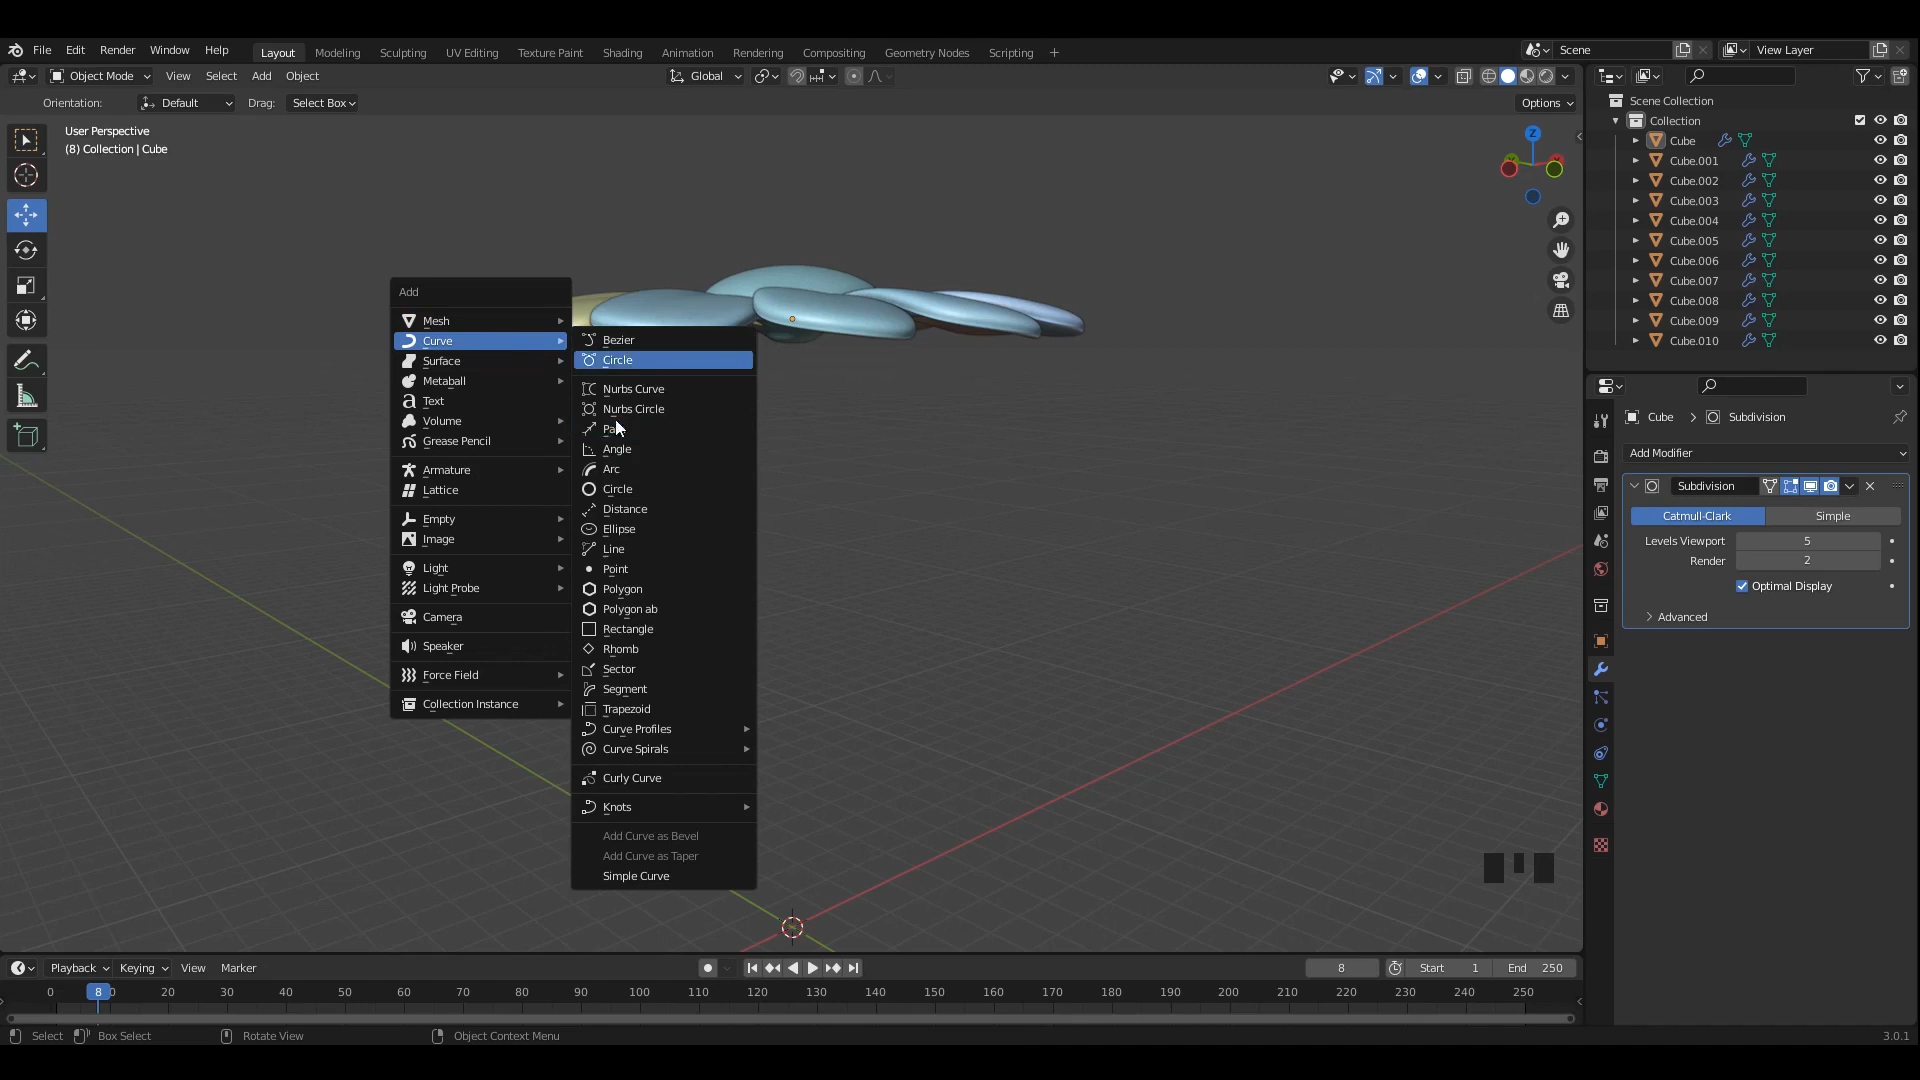 File Edit Render Window Help Layout Modeling Sculpting UV Editing Texture Paint Shading Animation Rendering Compositing Geometry Nodes Scripting + Scene View Layer
Object Mode View Select Add Object Global
Orientation: Default Drag: Select Box Options
User Perspective
(8) Collection | Cube
Z
Add
Mesh
Curve
Surface
Metaball
Text
Volume
Grease Pencil
Armature
Lattice
Empty
Image
Light
Light Probe
Camera
Speaker
Force Field
Collection Instance
Bezier
Circle
Nurbs Curve
Nurbs Circle
Angle
Arc
Circle
Distance
Ellipse
Line
Point
Polygon
Polygon ab
Rectangle
Rhomb
Sector
Segment
Trapezoid
Curve Profiles
Curve Spirals
Curly Curve
Knots
Add Curve as Bevel
Add Curve as Taper
Simple Curve
Scene Collection
Collection
Cube
Cube.001
Cube.002
Cube.003
Cube.004
Cube.005
Cube.006
Cube.007
Cube.008
Cube.009
Cube.010
Cube > Subdivision
Add Modifier
Subdivision
Catmull-Clark Simple
Levels Viewport 5
Render 2
Optimal Display
Advanced
Playback Keying View Marker 8 Start 1 End 250
0 8 20 30 40 50 60 70 80 90 100 110 120 130 140 150 160 170 180 190 200 210 220 230 240 250
Select Box Select Rotate View Object Context Menu 3.0.1